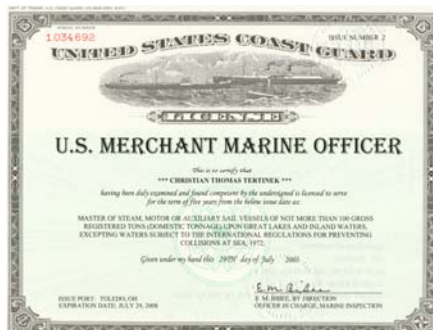 SERIAL NUMBER
1034692
ISSUE NUMBER 2
UNITED STATES COAST GUARD
LICENSE
U.S. MERCHANT MARINE OFFICER
This is to certify that
*** CHRISTIAN THOMAS TERTINEK ***
having been duly examined and found competent by the undersigned is licensed to serve
for the term of five years from the below issue date as:
MASTER OF STEAM, MOTOR OR AUXILIARY SAIL VESSELS OF NOT MORE THAN 100 GROSS
REGISTERED TONS (DOMESTIC TONNAGE) UPON GREAT LAKES AND INLAND WATERS,
EXCEPTING WATERS SUBJECT TO THE INTERNATIONAL REGULATIONS FOR PREVENTING
COLLISIONS AT SEA, 1972.
Given under my hand this 29TH day of July 2003
ISSUE PORT: TOLEDO, OH
EXPIRATION DATE: JULY 29, 2008
BY DIRECTION
OFFICER IN CHARGE, MARINE INSPECTION